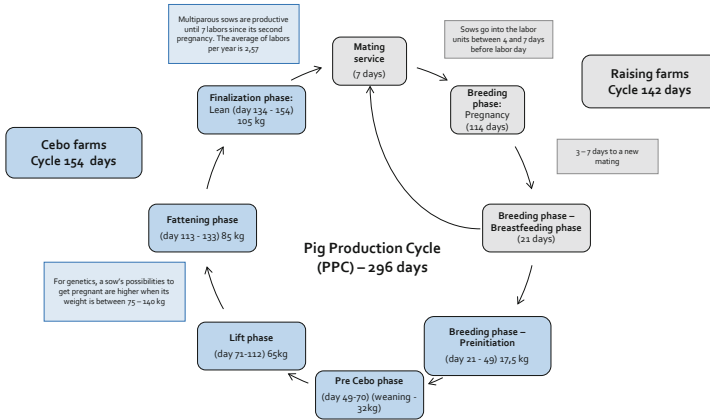 Multiparous sows are productive
until 7 labors since its second
pregnancy. The average of labors
per year is 2,57
Mating
service
(7 days)
Sows go into the labor
units between 4 and 7 days
before labor day
Raising farms
Cycle 142 days
Finalization phase:
Lean (day 134 - 154)
105 kg
Breeding
phase:
Pregnancy
(114 days)
Cebo farms
Cycle 154 days
3 – 7 days to a new
mating
Fattening phase
(day 113 - 133) 85 kg
Breeding phase –
Breastfeeding phase
(21 days)
Pig Production Cycle
(PPC) – 296 days
For genetics, a sow's possibilities to
get pregnant are higher when its
weight is between 75 – 140 kg
Lift phase
(day 71-112) 65kg
Breeding phase –
Preinitiation
(day 21 - 49) 17,5 kg
Pre Cebo phase
(day 49-70) (weaning -
32kg)